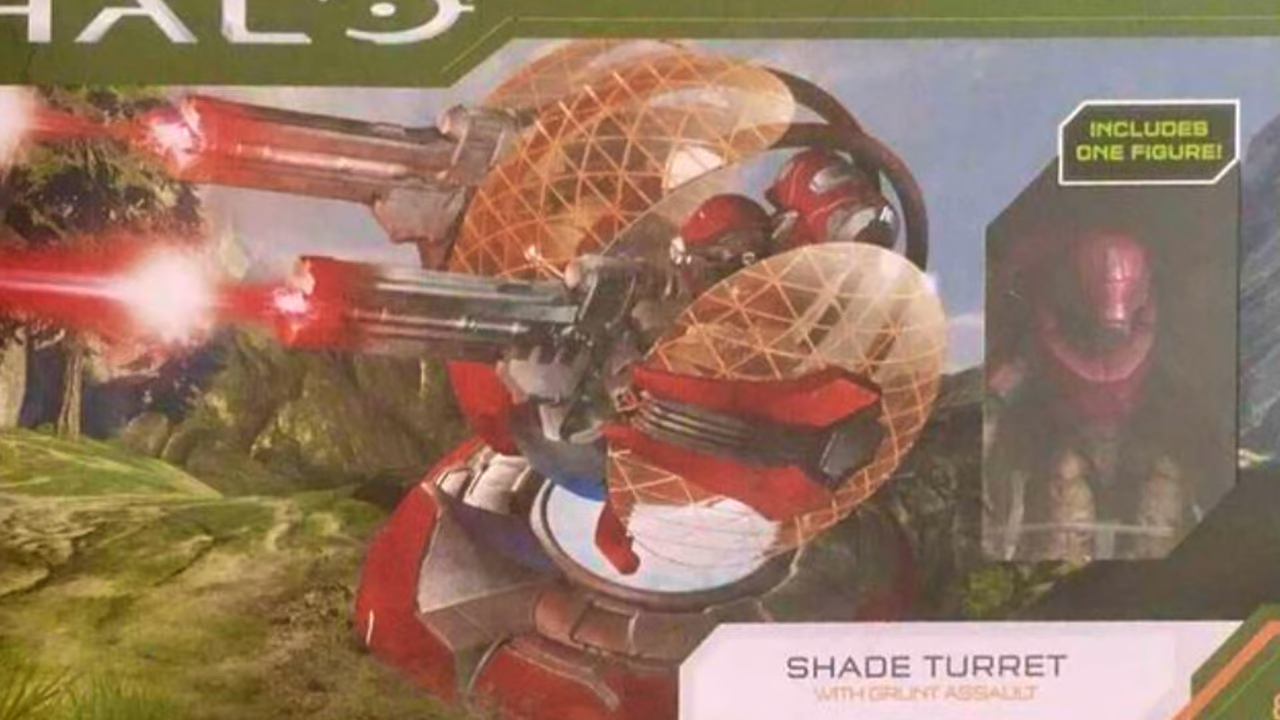 HALO
INCLUDES
ONE FIGURE!
SHADE TURRET
WITH GRUNT ASSAULT